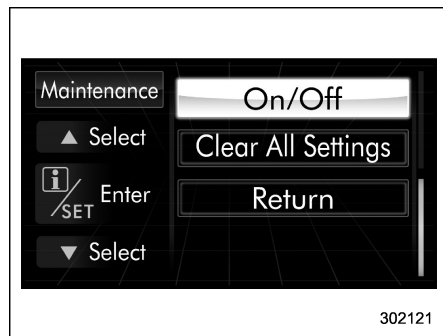 Maintenance
On/Off
▲ Select
Clear All Settings
i/SET Enter
Return
▼ Select
302121